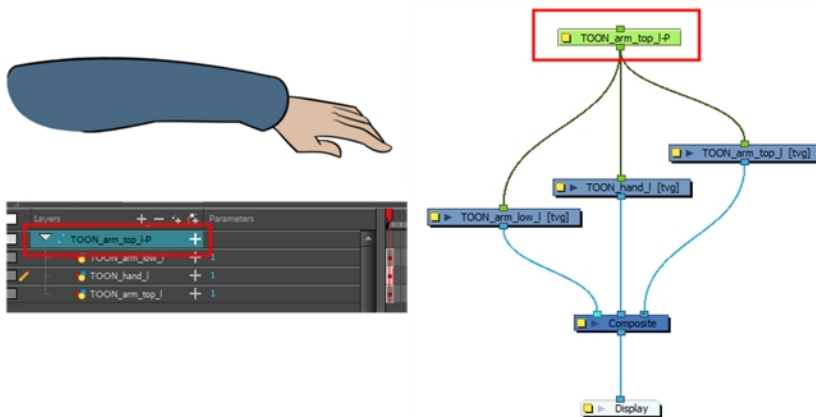 Layers
Parameters
TOON_arm_top_l-P
TOON_arm_low_l 1
TOON_hand_l 1
TOON_arm_top_l 1
TOON_arm_top_l-P
TOON_arm_top_l [tvg]
TOON_hand_l [tvg]
TOON_arm_low_l [tvg]
Composite
Display